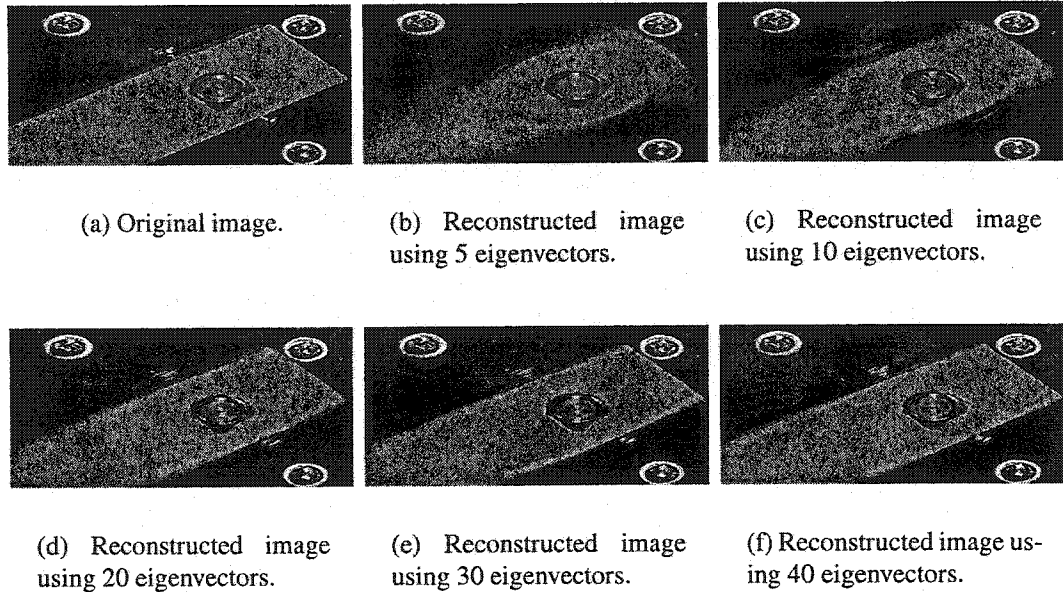 (a) Original image.
(b) Reconstructed image
using 5 eigenvectors.
(c) Reconstructed image
using 10 eigenvectors.
(d) Reconstructed image
using 20 eigenvectors.
(e) Reconstructed image
using 30 eigenvectors.
(f) Reconstructed image us-
ing 40 eigenvectors.